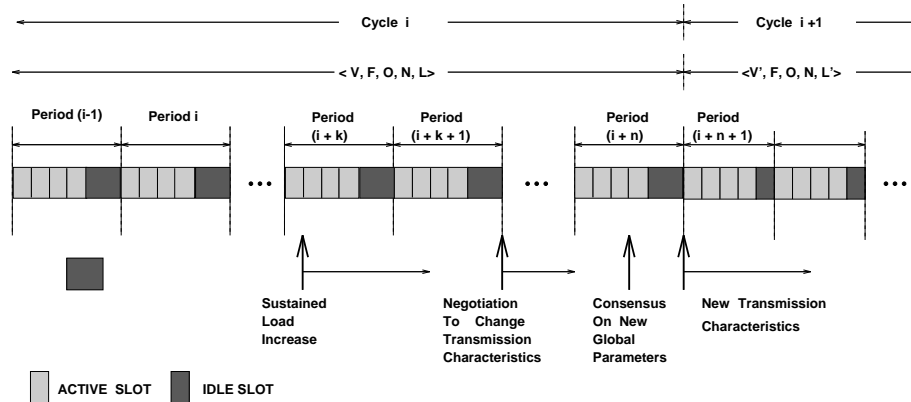 Cycle i
Cycle i +1
< V, F, O, N, L>
<V', F, O, N, L'>
Period (i-1)
Period i
Period
(i + k)
Period
(i + k + 1)
Period
(i + n)
Period
(i + n + 1)
Sustained
Load
Increase
Negotiation
To Change
Transmission
Characteristics
Consensus
On New
Global
Parameters
New Transmission
Characteristics
ACTIVE SLOT
IDLE SLOT